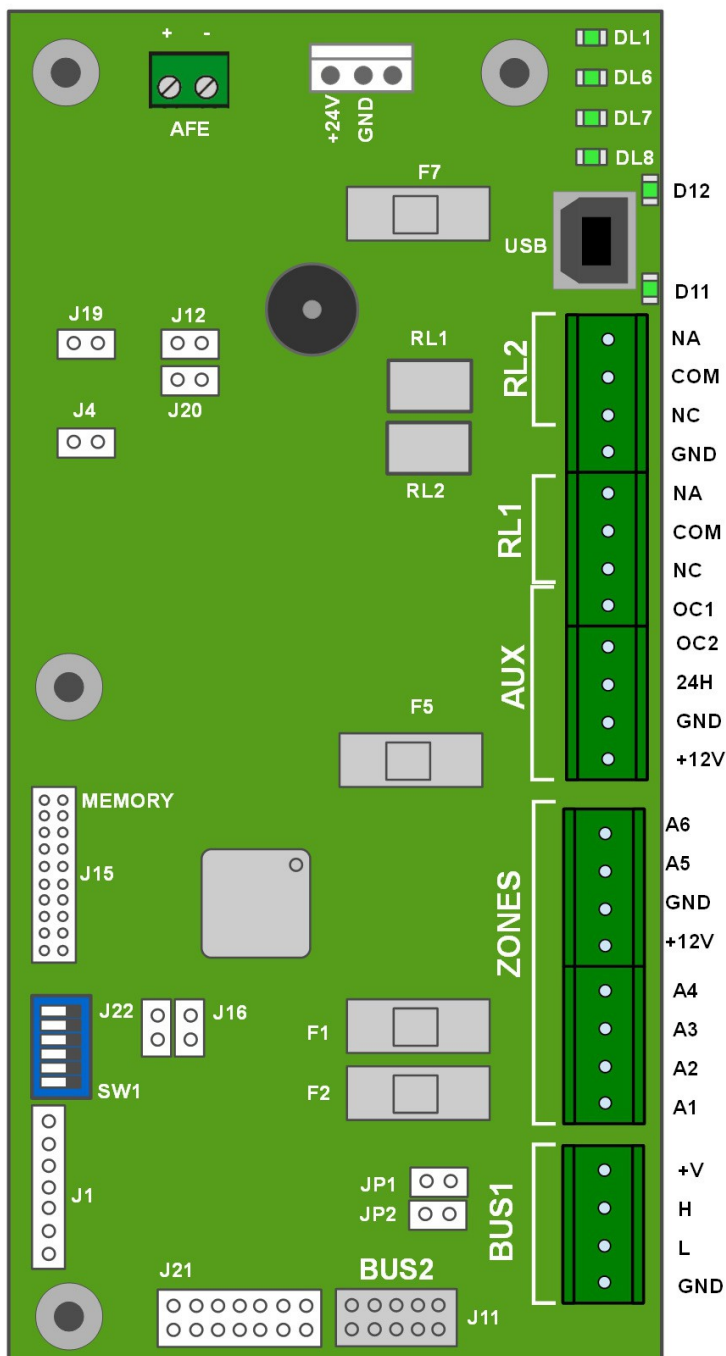 + -
AFE
+24V
GND
DL1
DL6
DL7
DL8
F7
D12
USB
D11
J19
J12
J20
J4
RL1
RL2
RL2
NA
COM
NC
GND
RL1
NA
COM
NC
AUX
OC1
OC2
24H
GND
+12V
F5
MEMORY
J15
ZONES
A6
A5
GND
+12V
A4
A3
A2
A1
J22
J16
SW1
F1
F2
J1
JP1
JP2
BUS1
+V
H
L
GND
J21
BUS2
J11